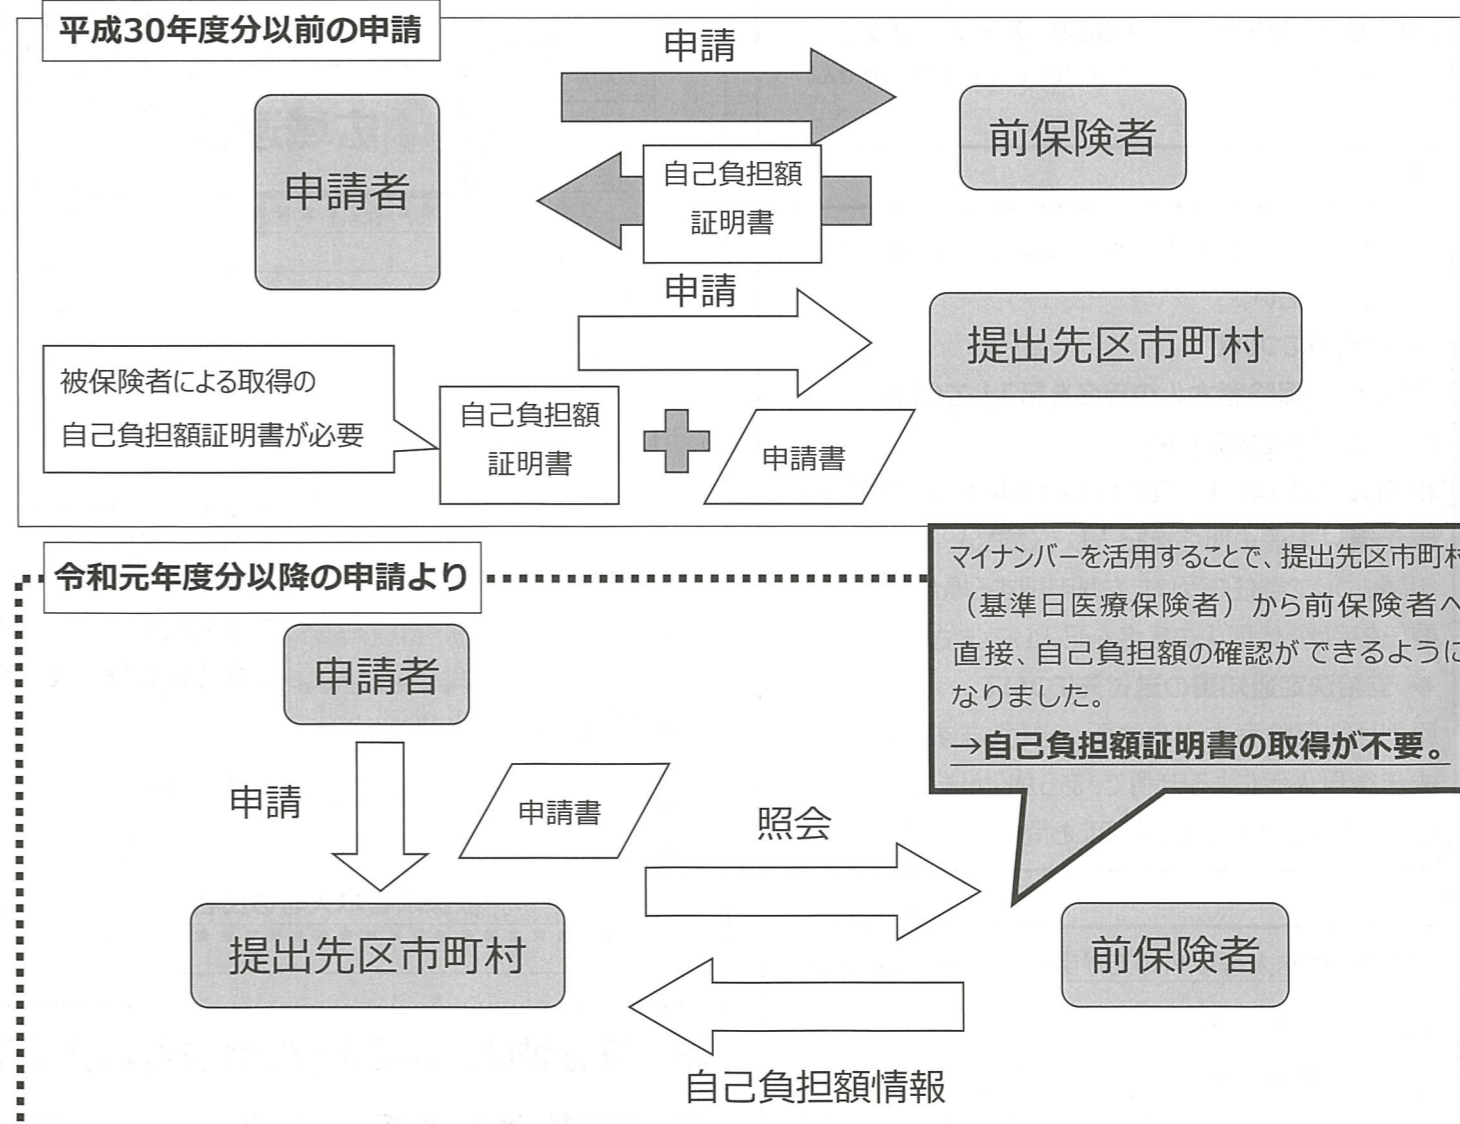 平成30年度分以前の申請
申請
申請者
前保険者
自己負担額
証明書
申請
提出先区市町村
被保険者による取得の
自己負担額証明書が必要
自己負担額
証明書
申請書
令和元年度分以降の申請より
マイナンバーを活用することで、提出先区市町村
（基準日医療保険者）から前保険者へ
直接、自己負担額の確認ができるように
なりました。
→自己負担額証明書の取得が不要。
申請者
申請
申請書
照会
提出先区市町村
前保険者
自己負担額情報